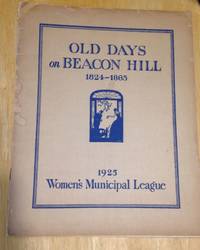 OLD DAYS
on BEACON HILL
1824-1865
1925
Women's Municipal League